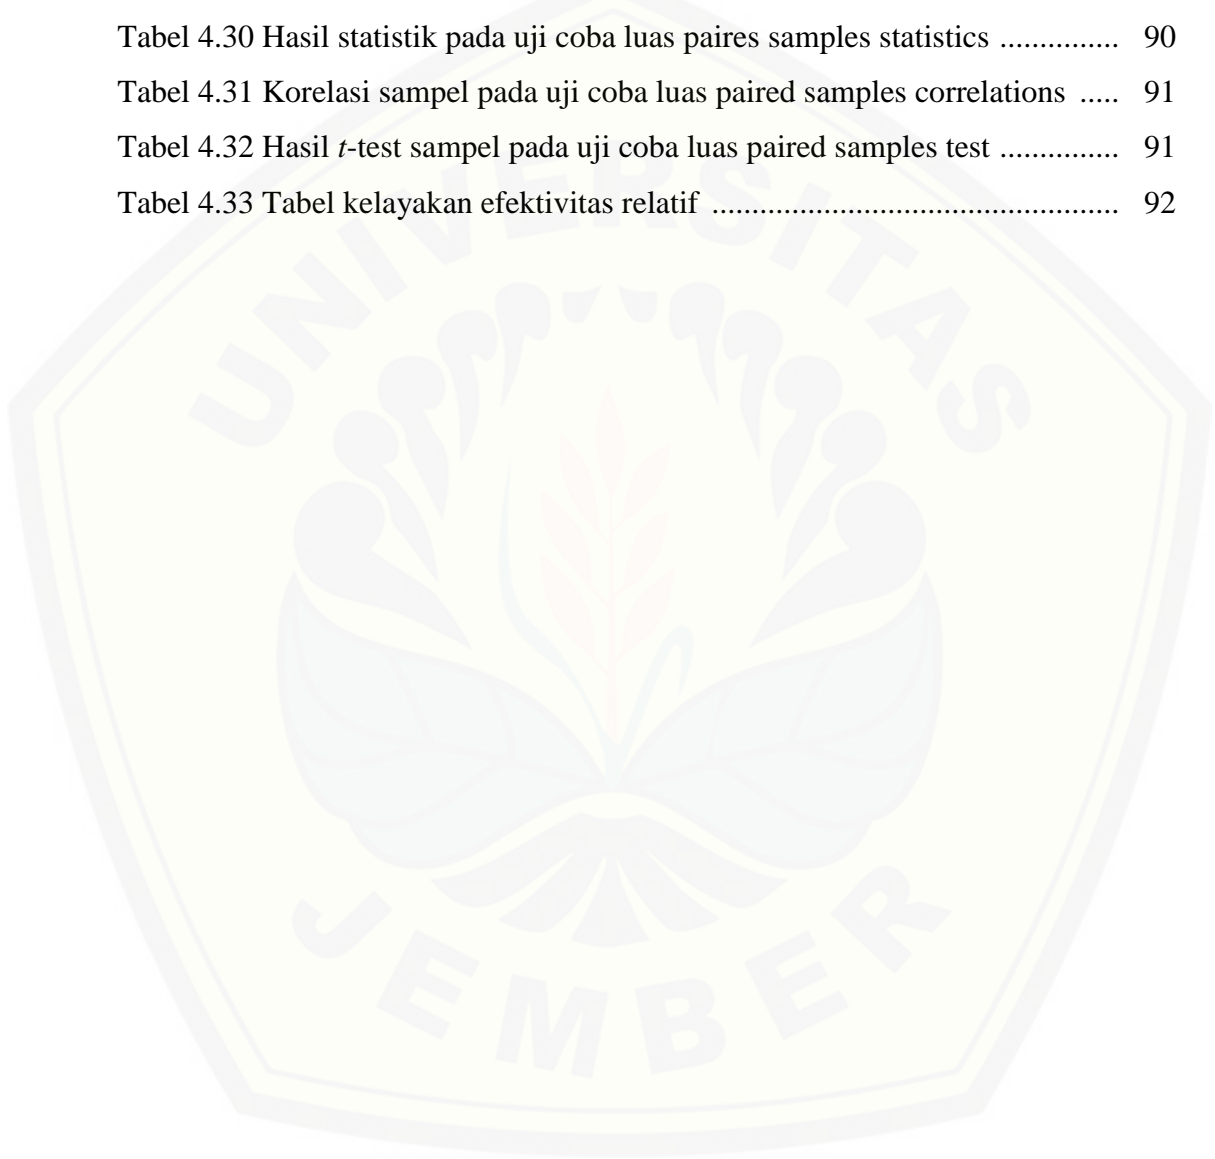 Tabel 4.30 Hasil statistik pada uji coba luas paires samples statistics ............... 90
Tabel 4.31 Korelasi sampel pada uji coba luas paired samples correlations ..... 91
Tabel 4.32 Hasil t-test sampel pada uji coba luas paired samples test ............... 91
Tabel 4.33 Tabel kelayakan efektivitas relatif ................................................... 92
UNIVERSITAS
JEMBER